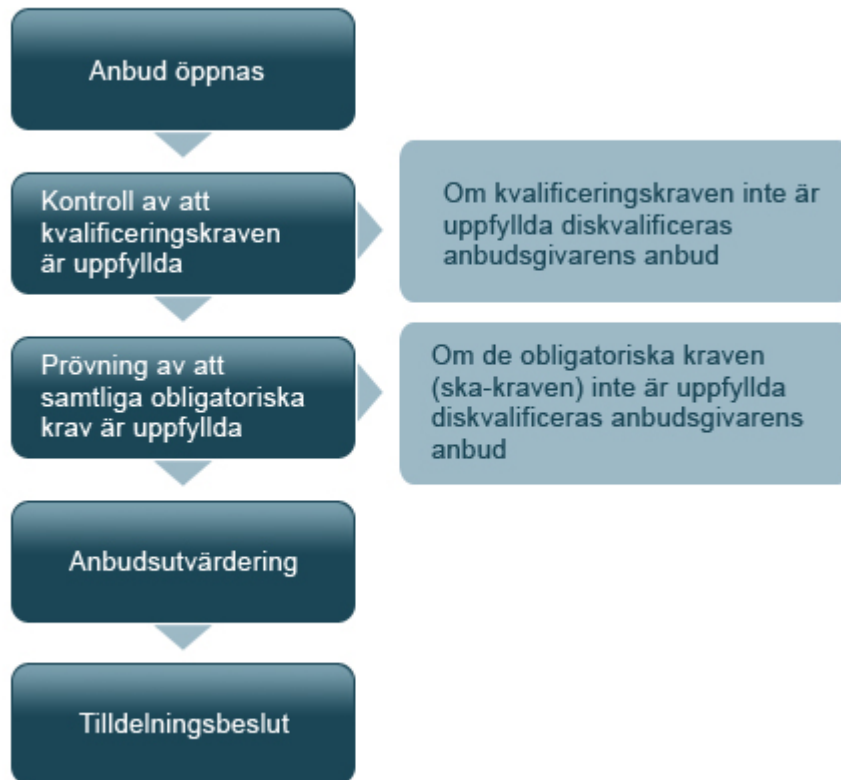 Anbud öppnas
Kontroll av att
kvalificeringskraven
är uppfyllda
Om kvalificeringskraven inte är
uppfyllda diskvalificeras
anbudsgivarens anbud
Prövning av att
samtliga obligatoriska
krav är uppfyllda
Om de obligatoriska kraven
(ska-kraven) inte är uppfyllda
diskvalificeras anbudsgivarens
anbud
Anbudsutvärdering
Tilldelningsbeslut